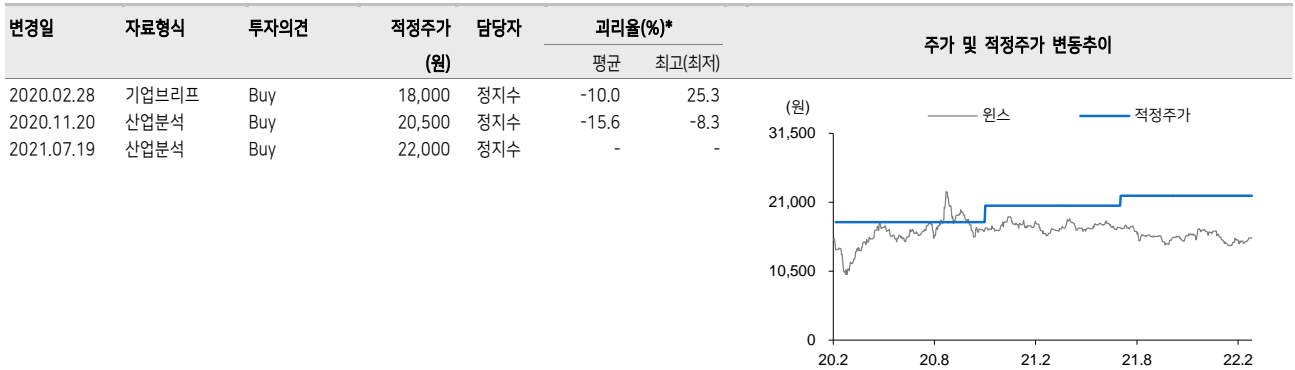 변경일 자료형식 투자의견 적정주가 담당자 괴리율(%)*
(원) 평균 최고(최저)
2020.02.28 기업브리프 Buy 18,000 정지수 -10.0 25.3
2020.11.20 산업분석 Buy 20,500 정지수 -15.6 -8.3
2021.07.19 산업분석 Buy 22,000 정지수 - -
주가 및 적정주가 변동추이
(원)
윈스 적정주가
31,500
21,000
10,500
0
20.2 20.8 21.2 21.8 22.2